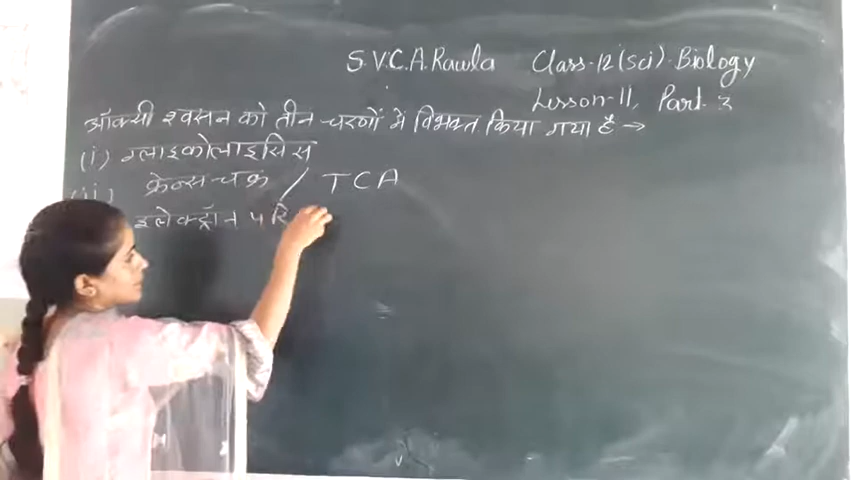 S.V.C.A. Rawla Class-12 (Sci). Biology
Lesson-11, Part-3
ऑक्सी श्वसन को तीन चरणों में विभक्त किया गया है →
(i) ग्लाइकोलाइसिस
(ii) क्रेन्स चक्र / TCA
इलेक्ट्रॉन परि